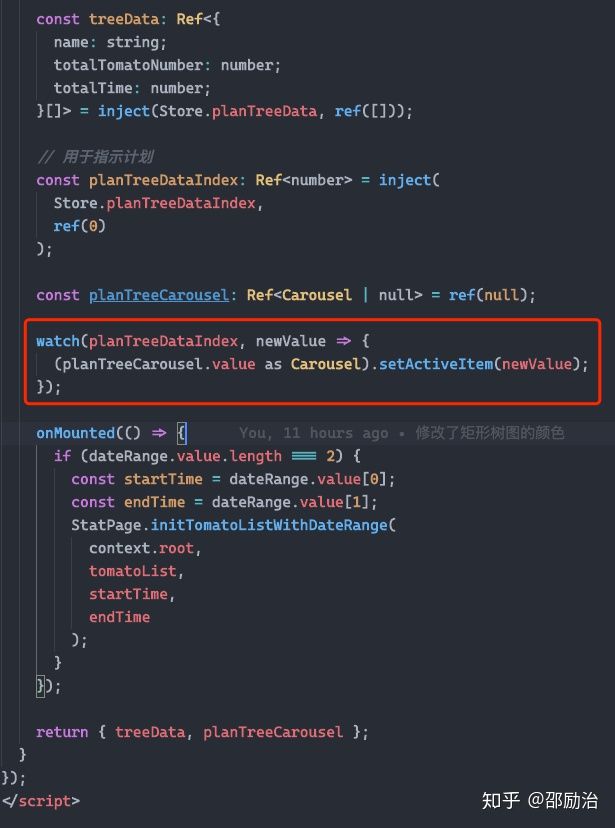 const treeData: Ref<{
name: string;
totalTomatoNumber: number;
totalTime: number;
}[]> = inject(Store.planTreeData, ref([]));
// 用于指示计划
const planTreeDataIndex: Ref<number> = inject(
Store.planTreeDataIndex,
ref(0)
);
const planTreeCarousel: Ref<Carousel | null> = ref(null);
watch(planTreeDataIndex, newValue => {
(planTreeCarousel.value as Carousel).setActiveItem(newValue);
});
onMounted(() => { You, 11 hours ago • 修改了矩形树图的颜色
if (dateRange.value.length === 2) {
const startTime = dateRange.value[0];
const endTime = dateRange.value[1];
StatPage.initTomatoListWithDateRange(
context.root,
tomatoList,
startTime,
endTime
);
}
});
return { treeData, planTreeCarousel };
}
});
</script>
知乎 @邵励治